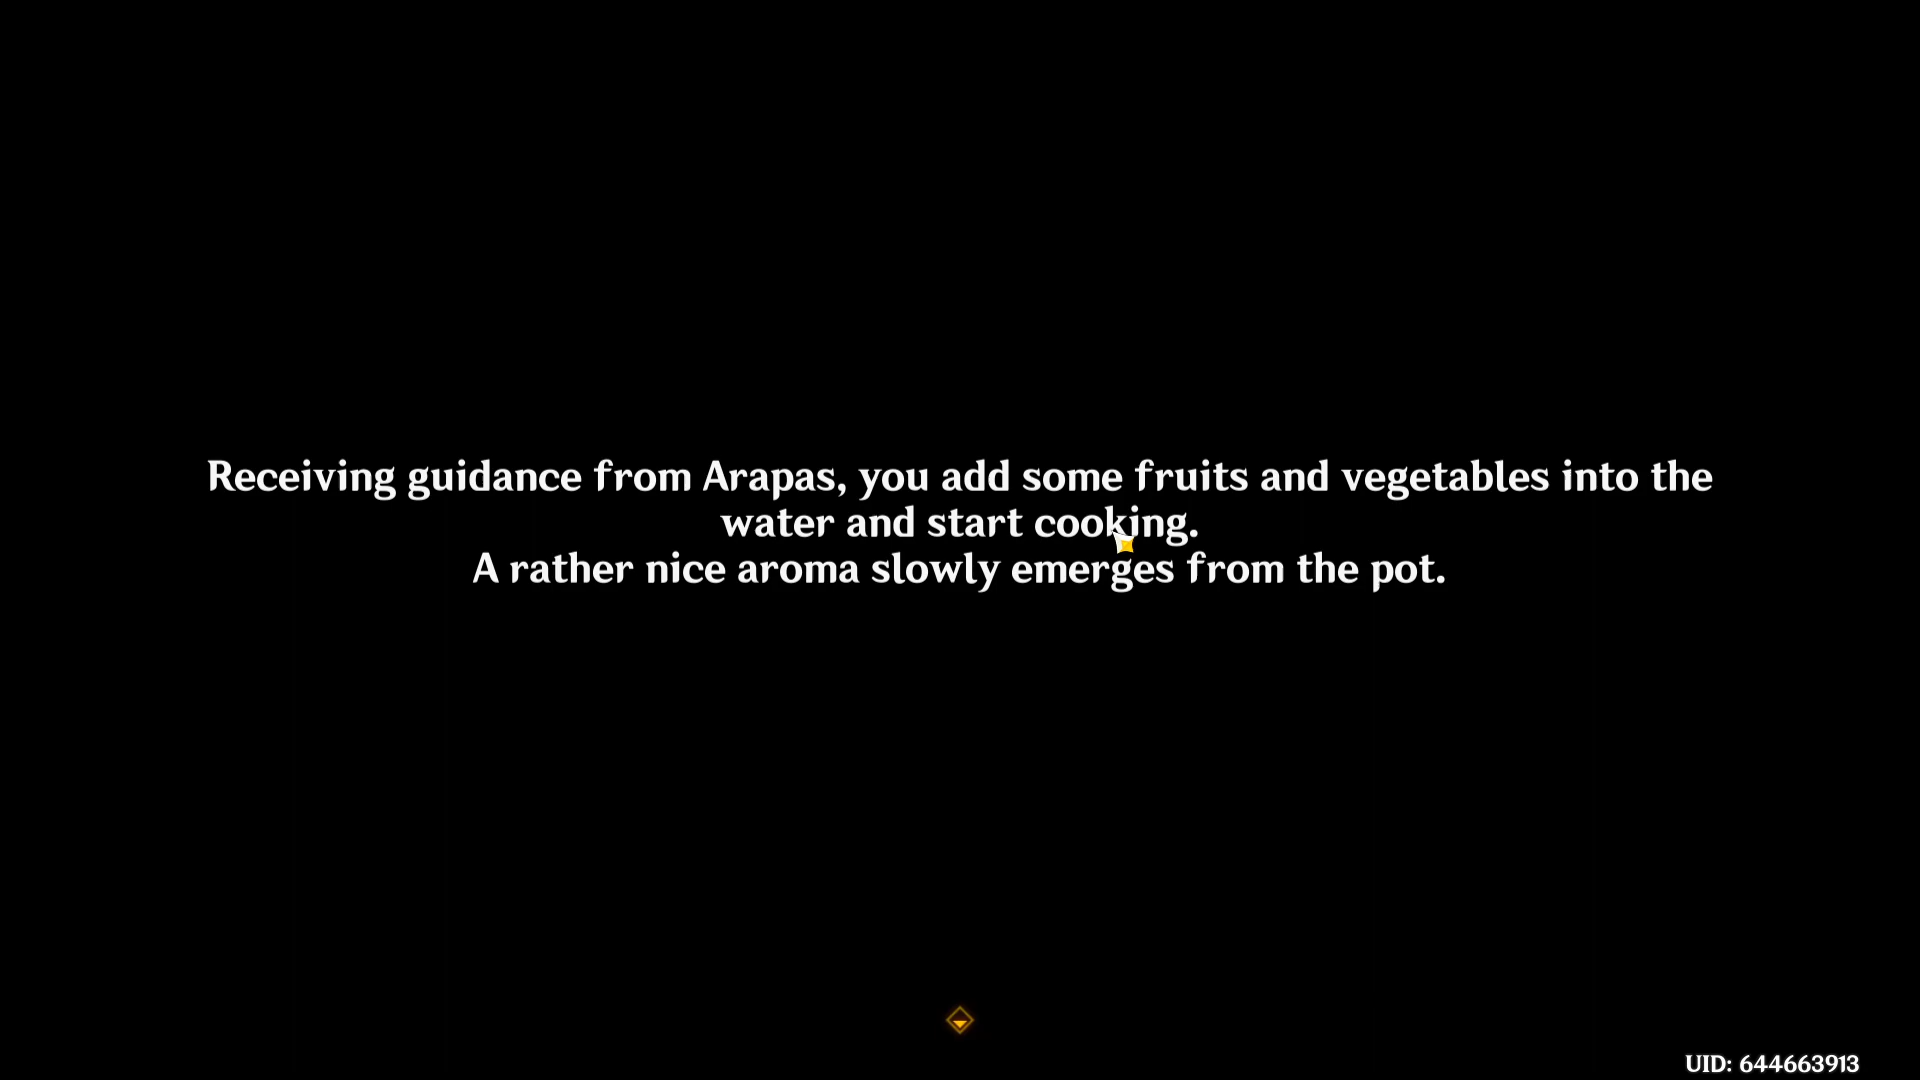 Receiving guidance from Arapas, you add some fruits and vegetables into the
water and start cooking.
A rather nice aroma slowly emerges from the pot.
UID: 644663913